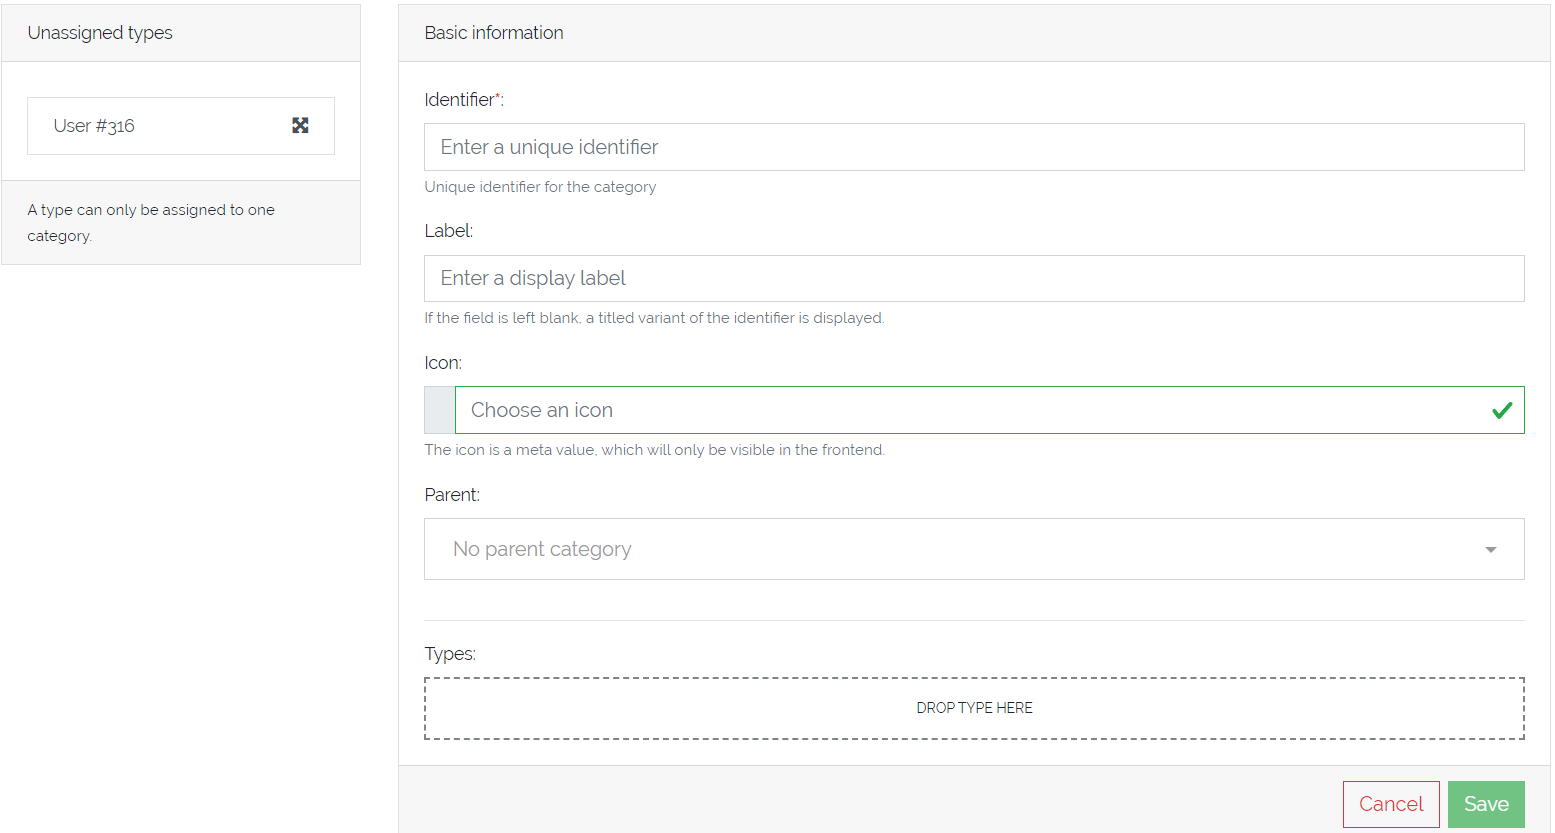 Unassigned types
User #316
A type can only be assigned to one
category.
Basic information
Identifier*:
Enter a unique identifier
Unique identifier for the category
Label:
Enter a display label
If the field is left blank, a titled variant of the identifier is displayed.
Icon:
Choose an icon
The icon is a meta value, which will only be visible in the frontend.
Parent:
No parent category
Types:
DROP TYPE HERE
Cancel
Save